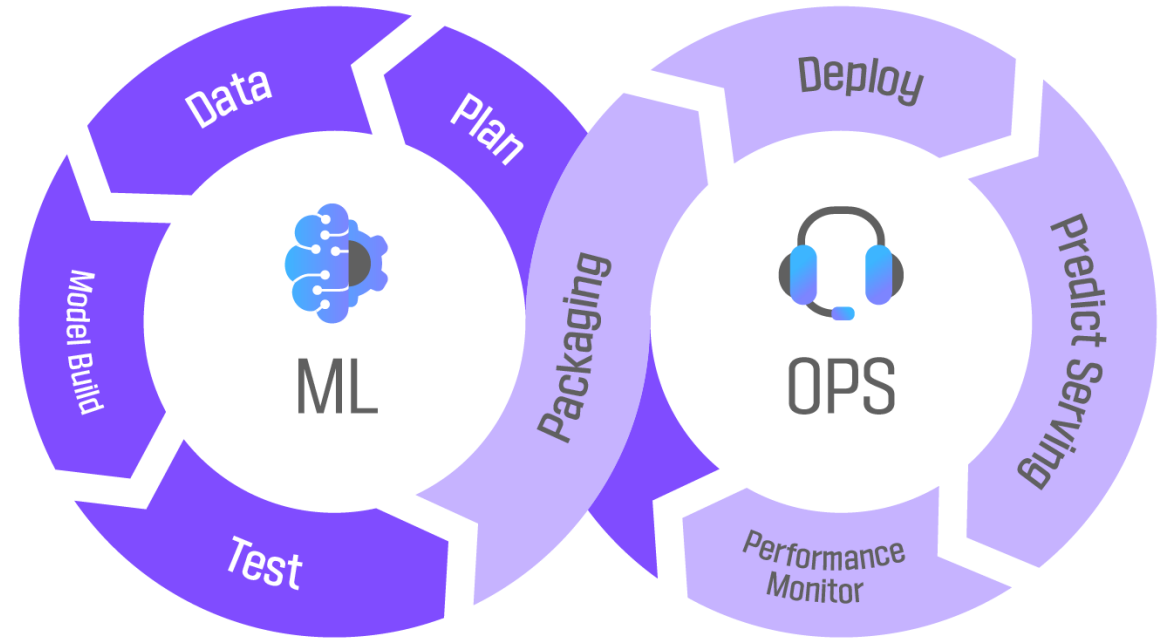 Data
Plan
Model Build
Test
ML
Packaging
Deploy
Predict Serving
Performance
Monitor
OPS